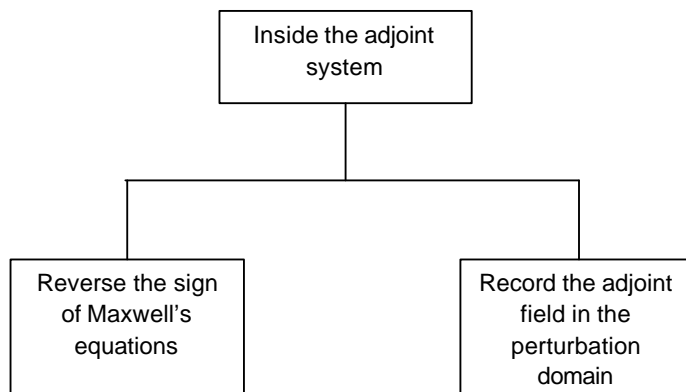 Inside the adjoint
system
Reverse the sign
of Maxwell’s
equations
Record the adjoint
field in the
perturbation
domain